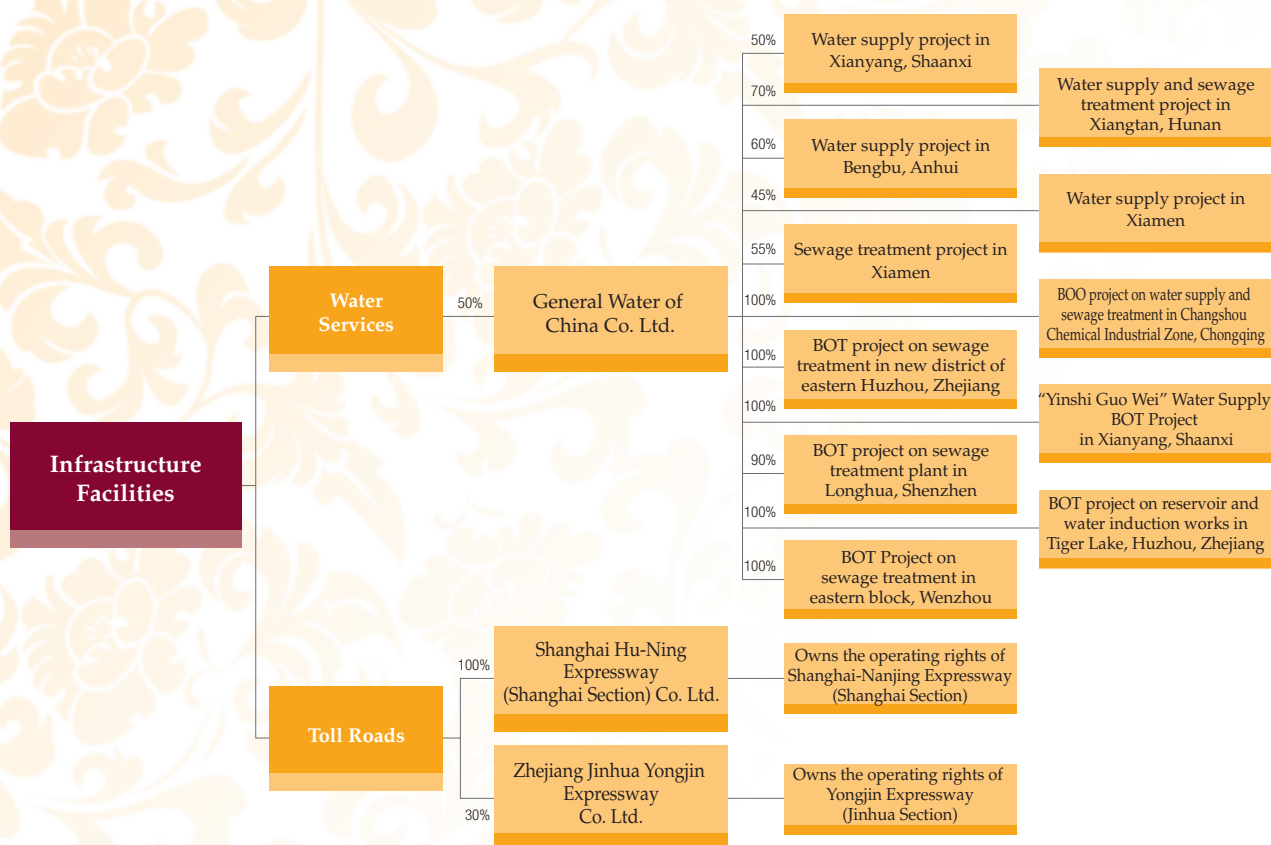 Infrastructure
Facilities
Water
Services
50%
General Water of
China Co. Ltd.
50%
Water supply project in
Xianyang, Shaanxi
70%
Water supply and sewage
treatment project in
Xiangtan, Hunan
60%
Water supply project in
Bengbu, Anhui
45%
Water supply project in
Xiamen
55%
Sewage treatment project in
Xiamen
100%
BOO project on water supply and
sewage treatment in Changshou
Chemical Industrial Zone, Chongqing
100%
BOT project on sewage
treatment in new district of
eastern Huzhou, Zhejiang
100%
“Yinshi Guo Wei” Water Supply
BOT Project
in Xianyang, Shaanxi
90%
BOT project on sewage
treatment plant in
Longhua, Shenzhen
100%
BOT project on reservoir and
water induction works in
Tiger Lake, Huzhou, Zhejiang
100%
BOT Project on
sewage treatment in
eastern block, Wenzhou
Toll Roads
100%
Shanghai Hu-Ning
Expressway
(Shanghai Section) Co. Ltd.
Owns the operating rights of
Shanghai-Nanjing Expressway
(Shanghai Section)
30%
Zhejiang Jinhua Yongjin
Expressway
Co. Ltd.
Owns the operating rights of
Yongjin Expressway
(Jinhua Section)